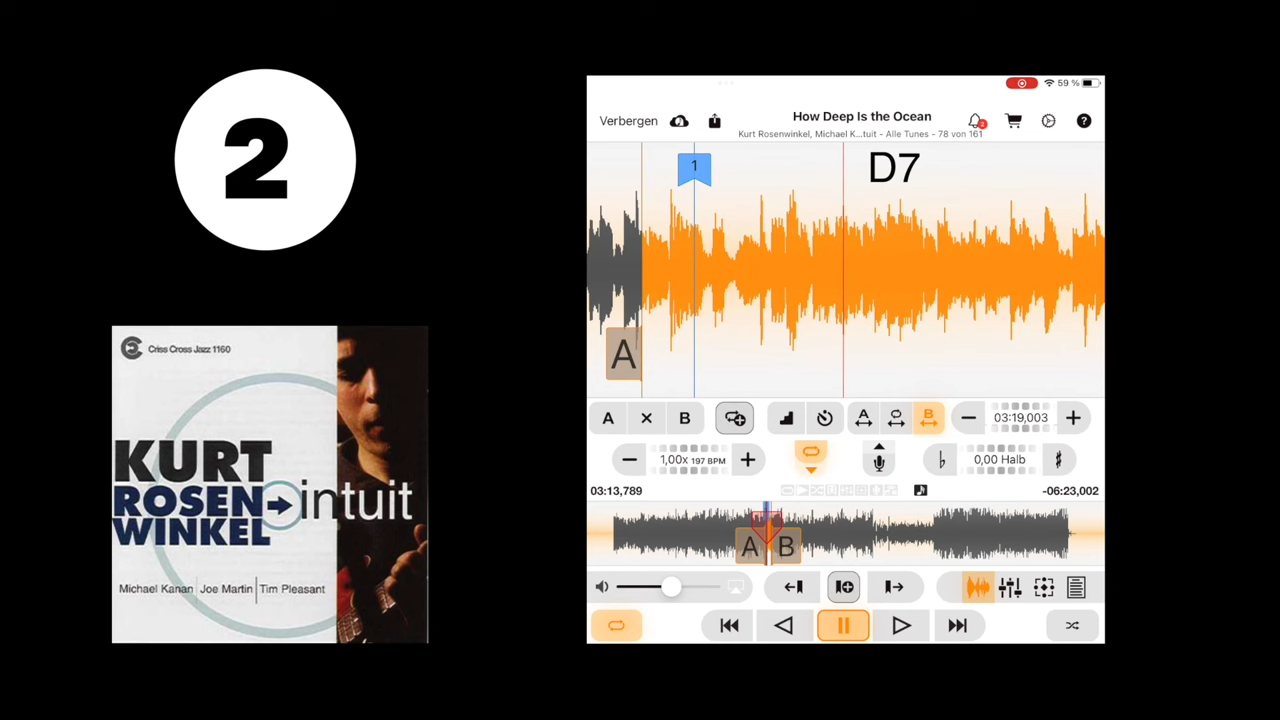 2
Criss Cross Jazz 1160
KURT
ROSEN
WINKEL
intuit
Michael Kanan Joe Martin Tim Pleasant
59 %
Verbergen
How Deep Is the Ocean
2
?
Kurt Rosenwinkel, Michael K...tuit - Alle Tunes - 78 von 161
1
D7
A
A × B
A
B
− 03:19,003 +
− 1,00x 197 BPM +
♭ 0,00 Halb ♯
03:13,789
-06:23,002
A B